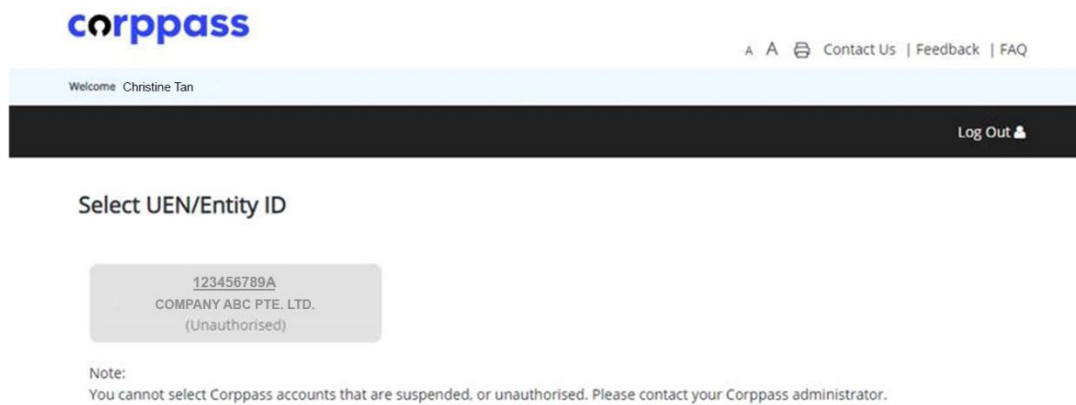 corppass
A A Contact Us | Feedback | FAQ
Welcome Christine Tan
Log Out
Select UEN/Entity ID
123456789A
COMPANY ABC PTE. LTD.
(Unauthorised)
Note:
You cannot select Corppass accounts that are suspended, or unauthorised. Please contact your Corppass administrator.